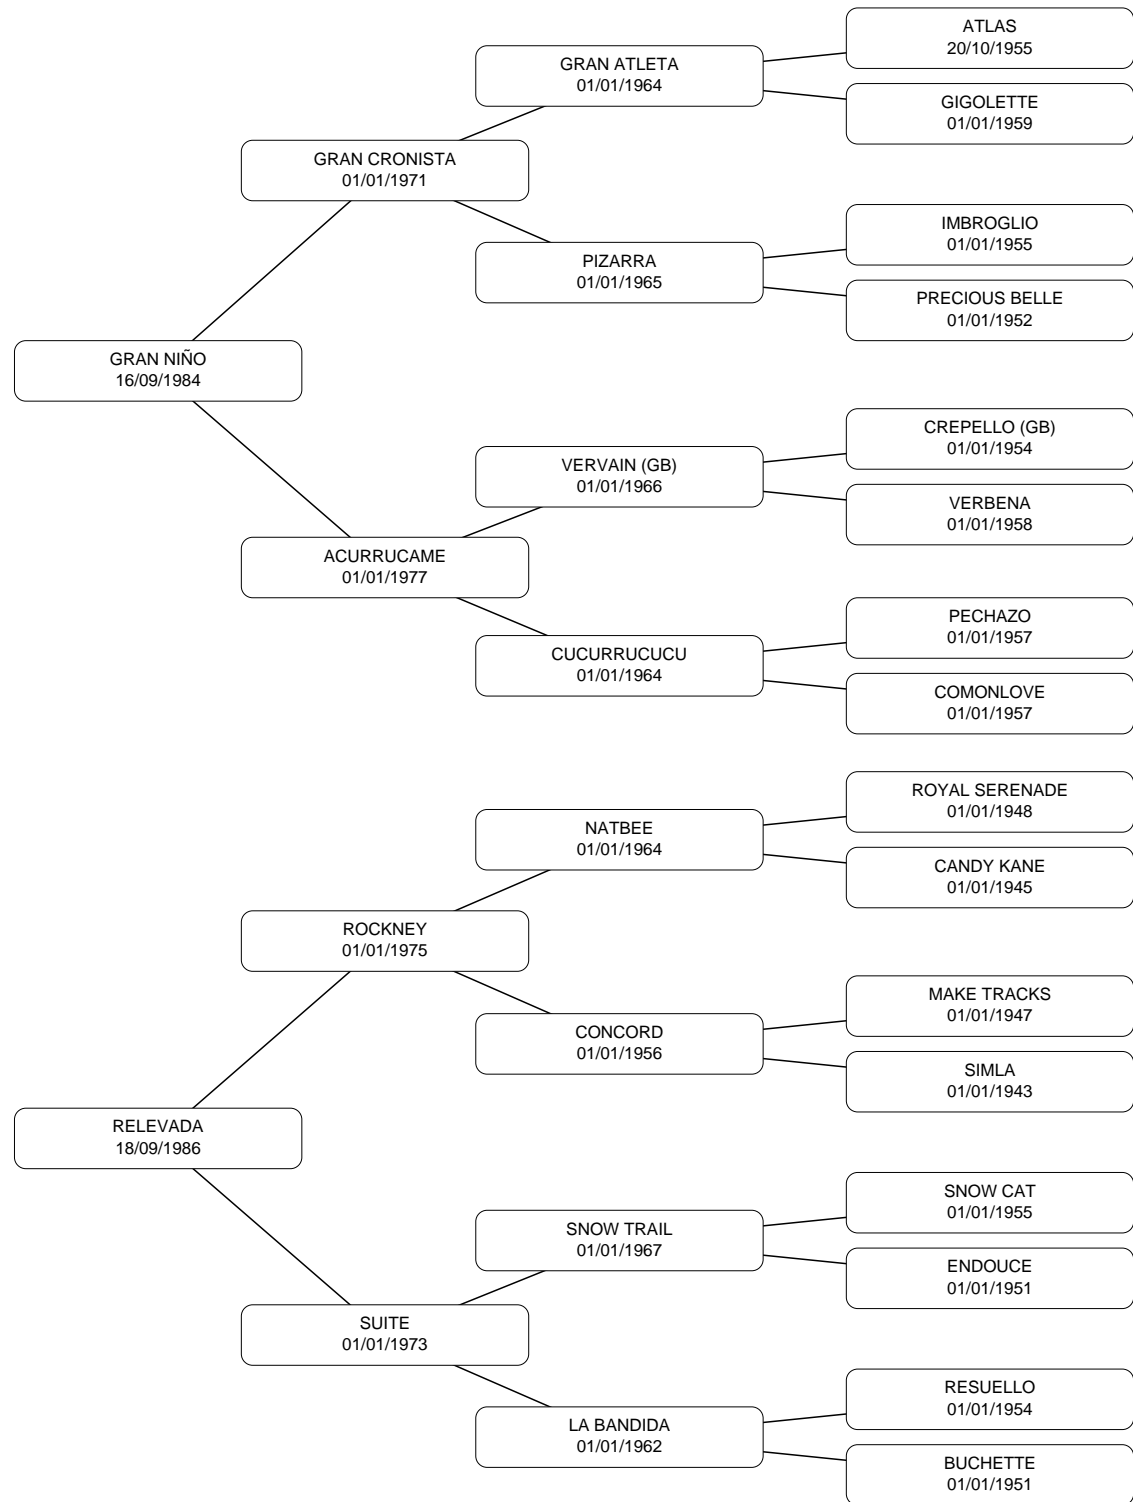 ATLAS
20/10/1955
GRAN ATLETA
01/01/1964
GIGOLETTE
01/01/1959
GRAN CRONISTA
01/01/1971
IMBROGLIO
01/01/1955
PIZARRA
01/01/1965
PRECIOUS BELLE
01/01/1952
GRAN NIÑO
16/09/1984
CREPELLO (GB)
01/01/1954
VERVAIN (GB)
01/01/1966
VERBENA
01/01/1958
ACURRUCAME
01/01/1977
PECHAZO
01/01/1957
CUCURRUCUCU
01/01/1964
COMONLOVE
01/01/1957
ROYAL SERENADE
01/01/1948
NATBEE
01/01/1964
CANDY KANE
01/01/1945
ROCKNEY
01/01/1975
MAKE TRACKS
01/01/1947
CONCORD
01/01/1956
SIMLA
01/01/1943
RELEVADA
18/09/1986
SNOW CAT
01/01/1955
SNOW TRAIL
01/01/1967
ENDOUCE
01/01/1951
SUITE
01/01/1973
RESUELLO
01/01/1954
LA BANDIDA
01/01/1962
BUCHETTE
01/01/1951